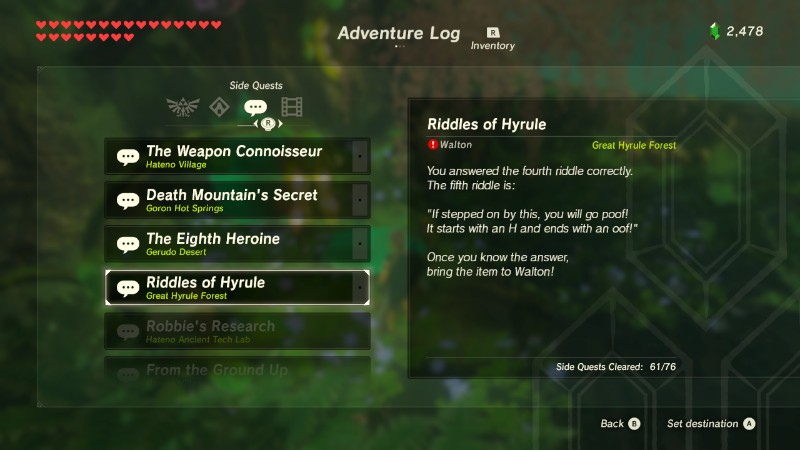 Adventure Log
R
Inventory
2,478
Side Quests
R
The Weapon Connoisseur
Hateno Village
Death Mountain's Secret
Goron Hot Springs
The Eighth Heroine
Gerudo Desert
Riddles of Hyrule
Great Hyrule Forest
Robbie's Research
Hateno Ancient Tech Lab
From the Ground Up
Riddles of Hyrule
! Walton
Great Hyrule Forest
You answered the fourth riddle correctly.
The fifth riddle is:
"If stepped on by this, you will go poof!
It starts with an H and ends with an oof!"
Once you know the answer,
bring the item to Walton!
Side Quests Cleared: 61/76
Back B
Set destination A